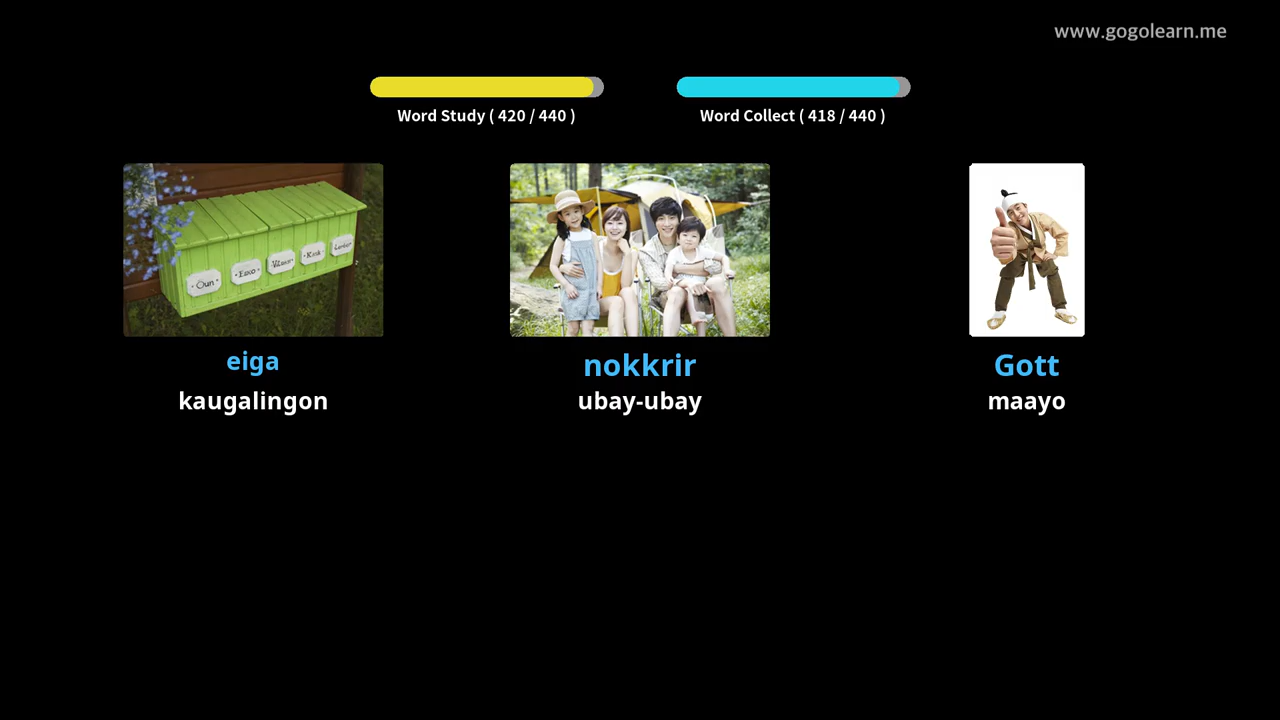 www.gogolearn.me
Word Study ( 420 / 440 )
Word Collect ( 418 / 440 )
eiga
nokkrir
Gott
kaugalingon
ubay-ubay
maayo